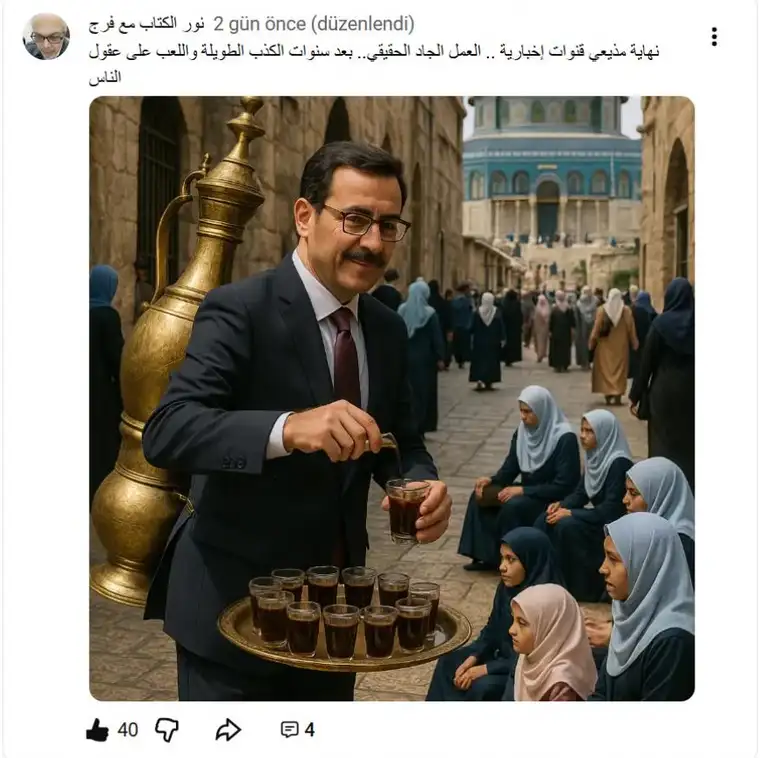 نور الكتاب مع فرج 2 gün önce (düzenlendi)
نهاية مذيعي قنوات إخبارية .. العمل الجاد الحقيقي.. بعد سنوات الكذب الطويلة واللعب على عقول
الناس
40 4